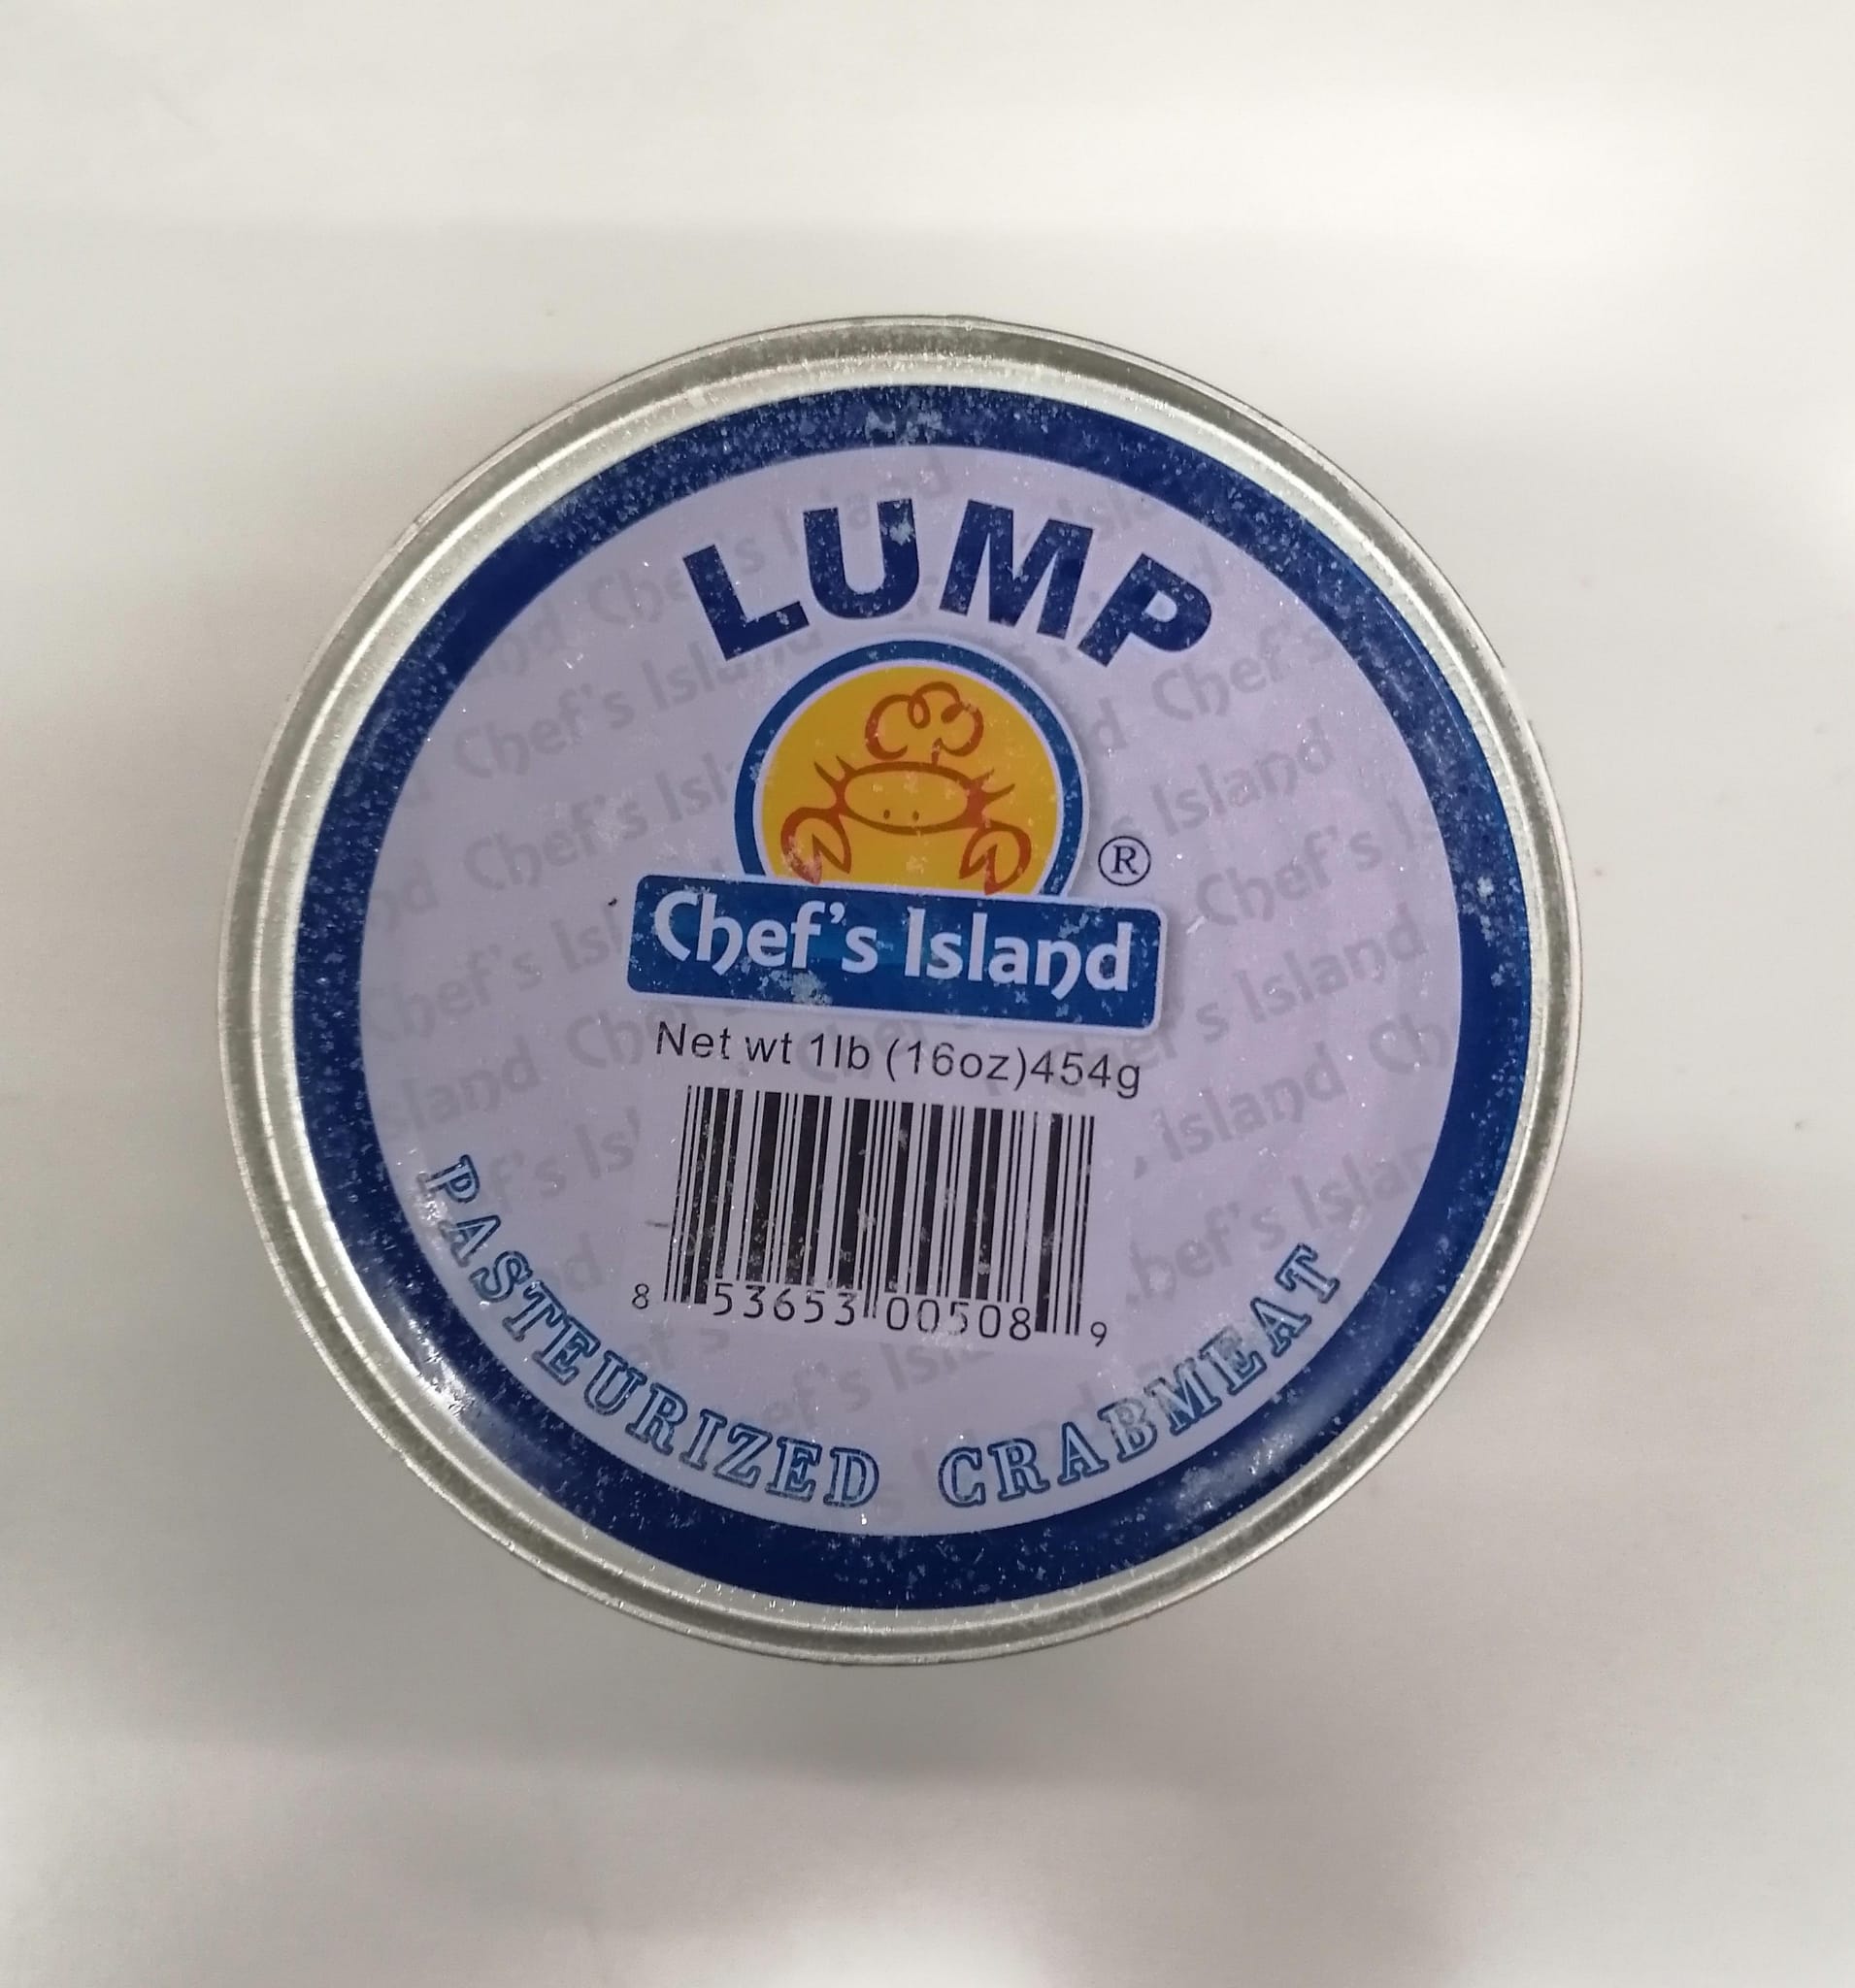 LUMP
®
Chef's Island
Net wt 1lb (16oz)454g
8 53653 00508 9
PASTEURIZED CRABMEAT